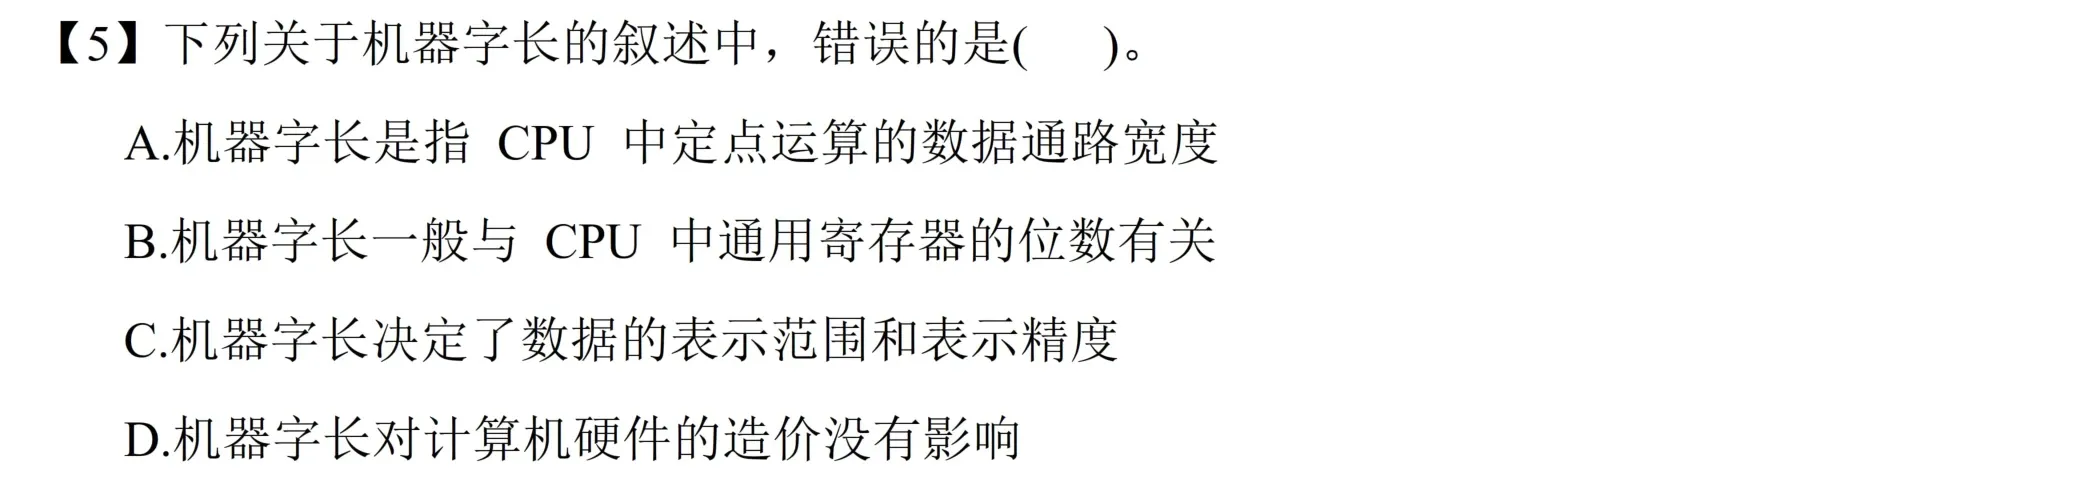 【5】下列关于机器字长的叙述中，错误的是(    )。
A.机器字长是指 CPU 中定点运算的数据通路宽度
B.机器字长一般与 CPU 中通用寄存器的位数有关
C.机器字长决定了数据的表示范围和表示精度
D.机器字长对计算机硬件的造价没有影响